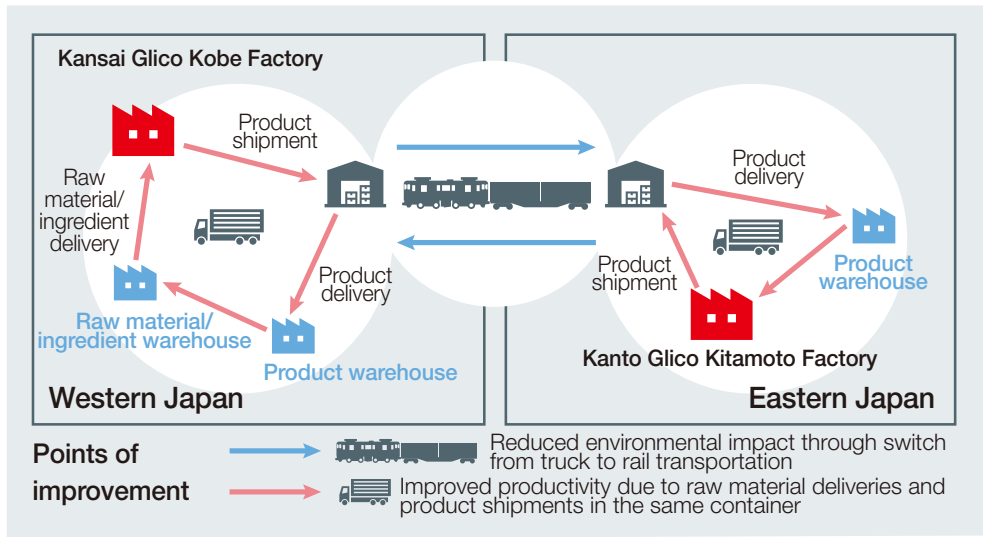 Kansai Glico Kobe Factory
Product
shipment
Raw
material/
ingredient
delivery
Product
delivery
Raw material/
ingredient warehouse
Product warehouse
Western Japan
Product
delivery
Product
shipment
Product
warehouse
Kanto Glico Kitamoto Factory
Eastern Japan
Points of
improvement
Reduced environmental impact through switch
from truck to rail transportation
Improved productivity due to raw material deliveries and
product shipments in the same container